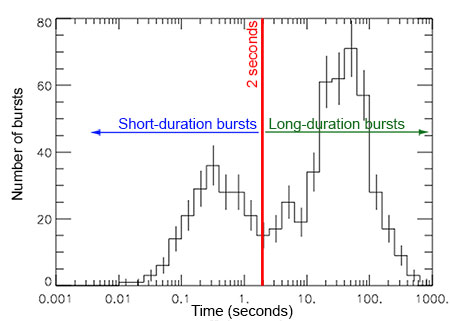 80
60
40
20
0
Number of bursts
2 seconds
Short-duration bursts
Long-duration bursts
0.001 0.01 0.1 1. 10. 100. 1000.
Time (seconds)